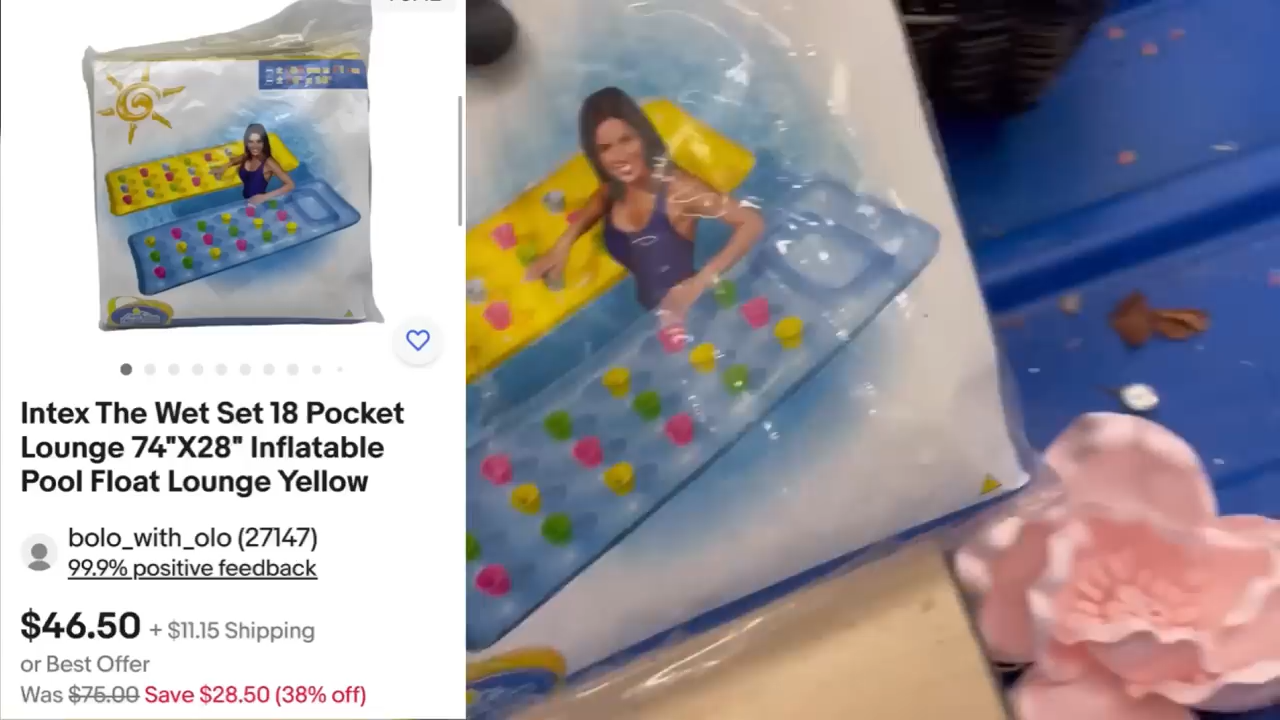 Intex The Wet Set 18 Pocket
Lounge 74"X28" Inflatable
Pool Float Lounge Yellow
bolo_with_olo (27147)
99.9% positive feedback
$46.50 + $11.15 Shipping
or Best Offer
Was $75.00 Save $28.50 (38% off)